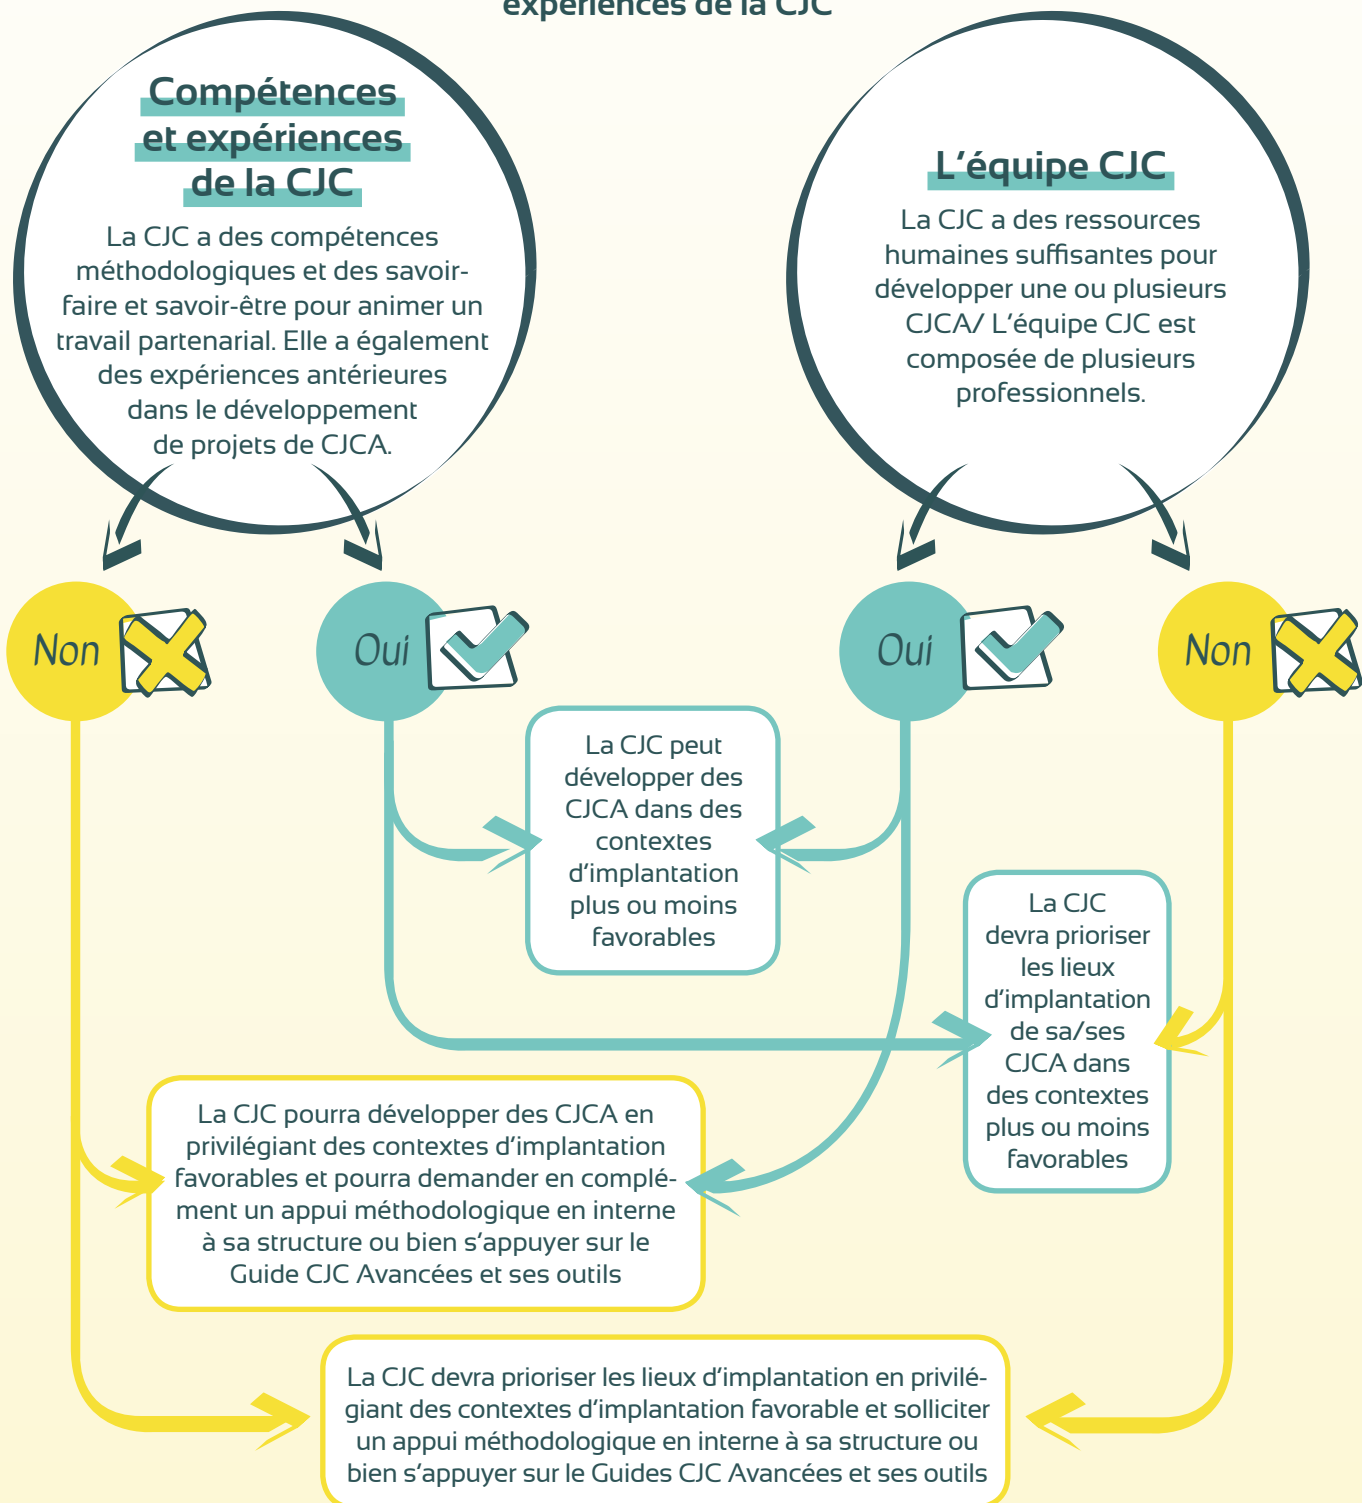 expériences de la CJC
Compétences
et expériences
de la CJC
La CJC a des compétences
méthodologiques et des savoir-
faire et savoir-être pour animer un
travail partenarial. Elle a également
des expériences antérieures
dans le développement
de projets de CJCA.
L'équipe CJC
La CJC a des ressources
humaines suffisantes pour
développer une ou plusieurs
CJCA/ L'équipe CJC est
composée de plusieurs
professionnels.
Non
Oui
Oui
Non
La CJC peut
développer des
CJCA dans des
contextes
d'implantation
plus ou moins
favorables
La CJC
devra prioriser
les lieux
d'implantation
de sa/ses
CJCA dans
des contextes
plus ou moins
favorables
La CJC pourra développer des CJCA en
privilégiant des contextes d'implantation
favorables et pourra demander en complé-
ment un appui méthodologique en interne
à sa structure ou bien s'appuyer sur le
Guide CJC Avancées et ses outils
La CJC devra prioriser les lieux d'implantation en privilé-
giant des contextes d'implantation favorable et solliciter
un appui méthodologique en interne à sa structure ou
bien s'appuyer sur le Guides CJC Avancées et ses outils